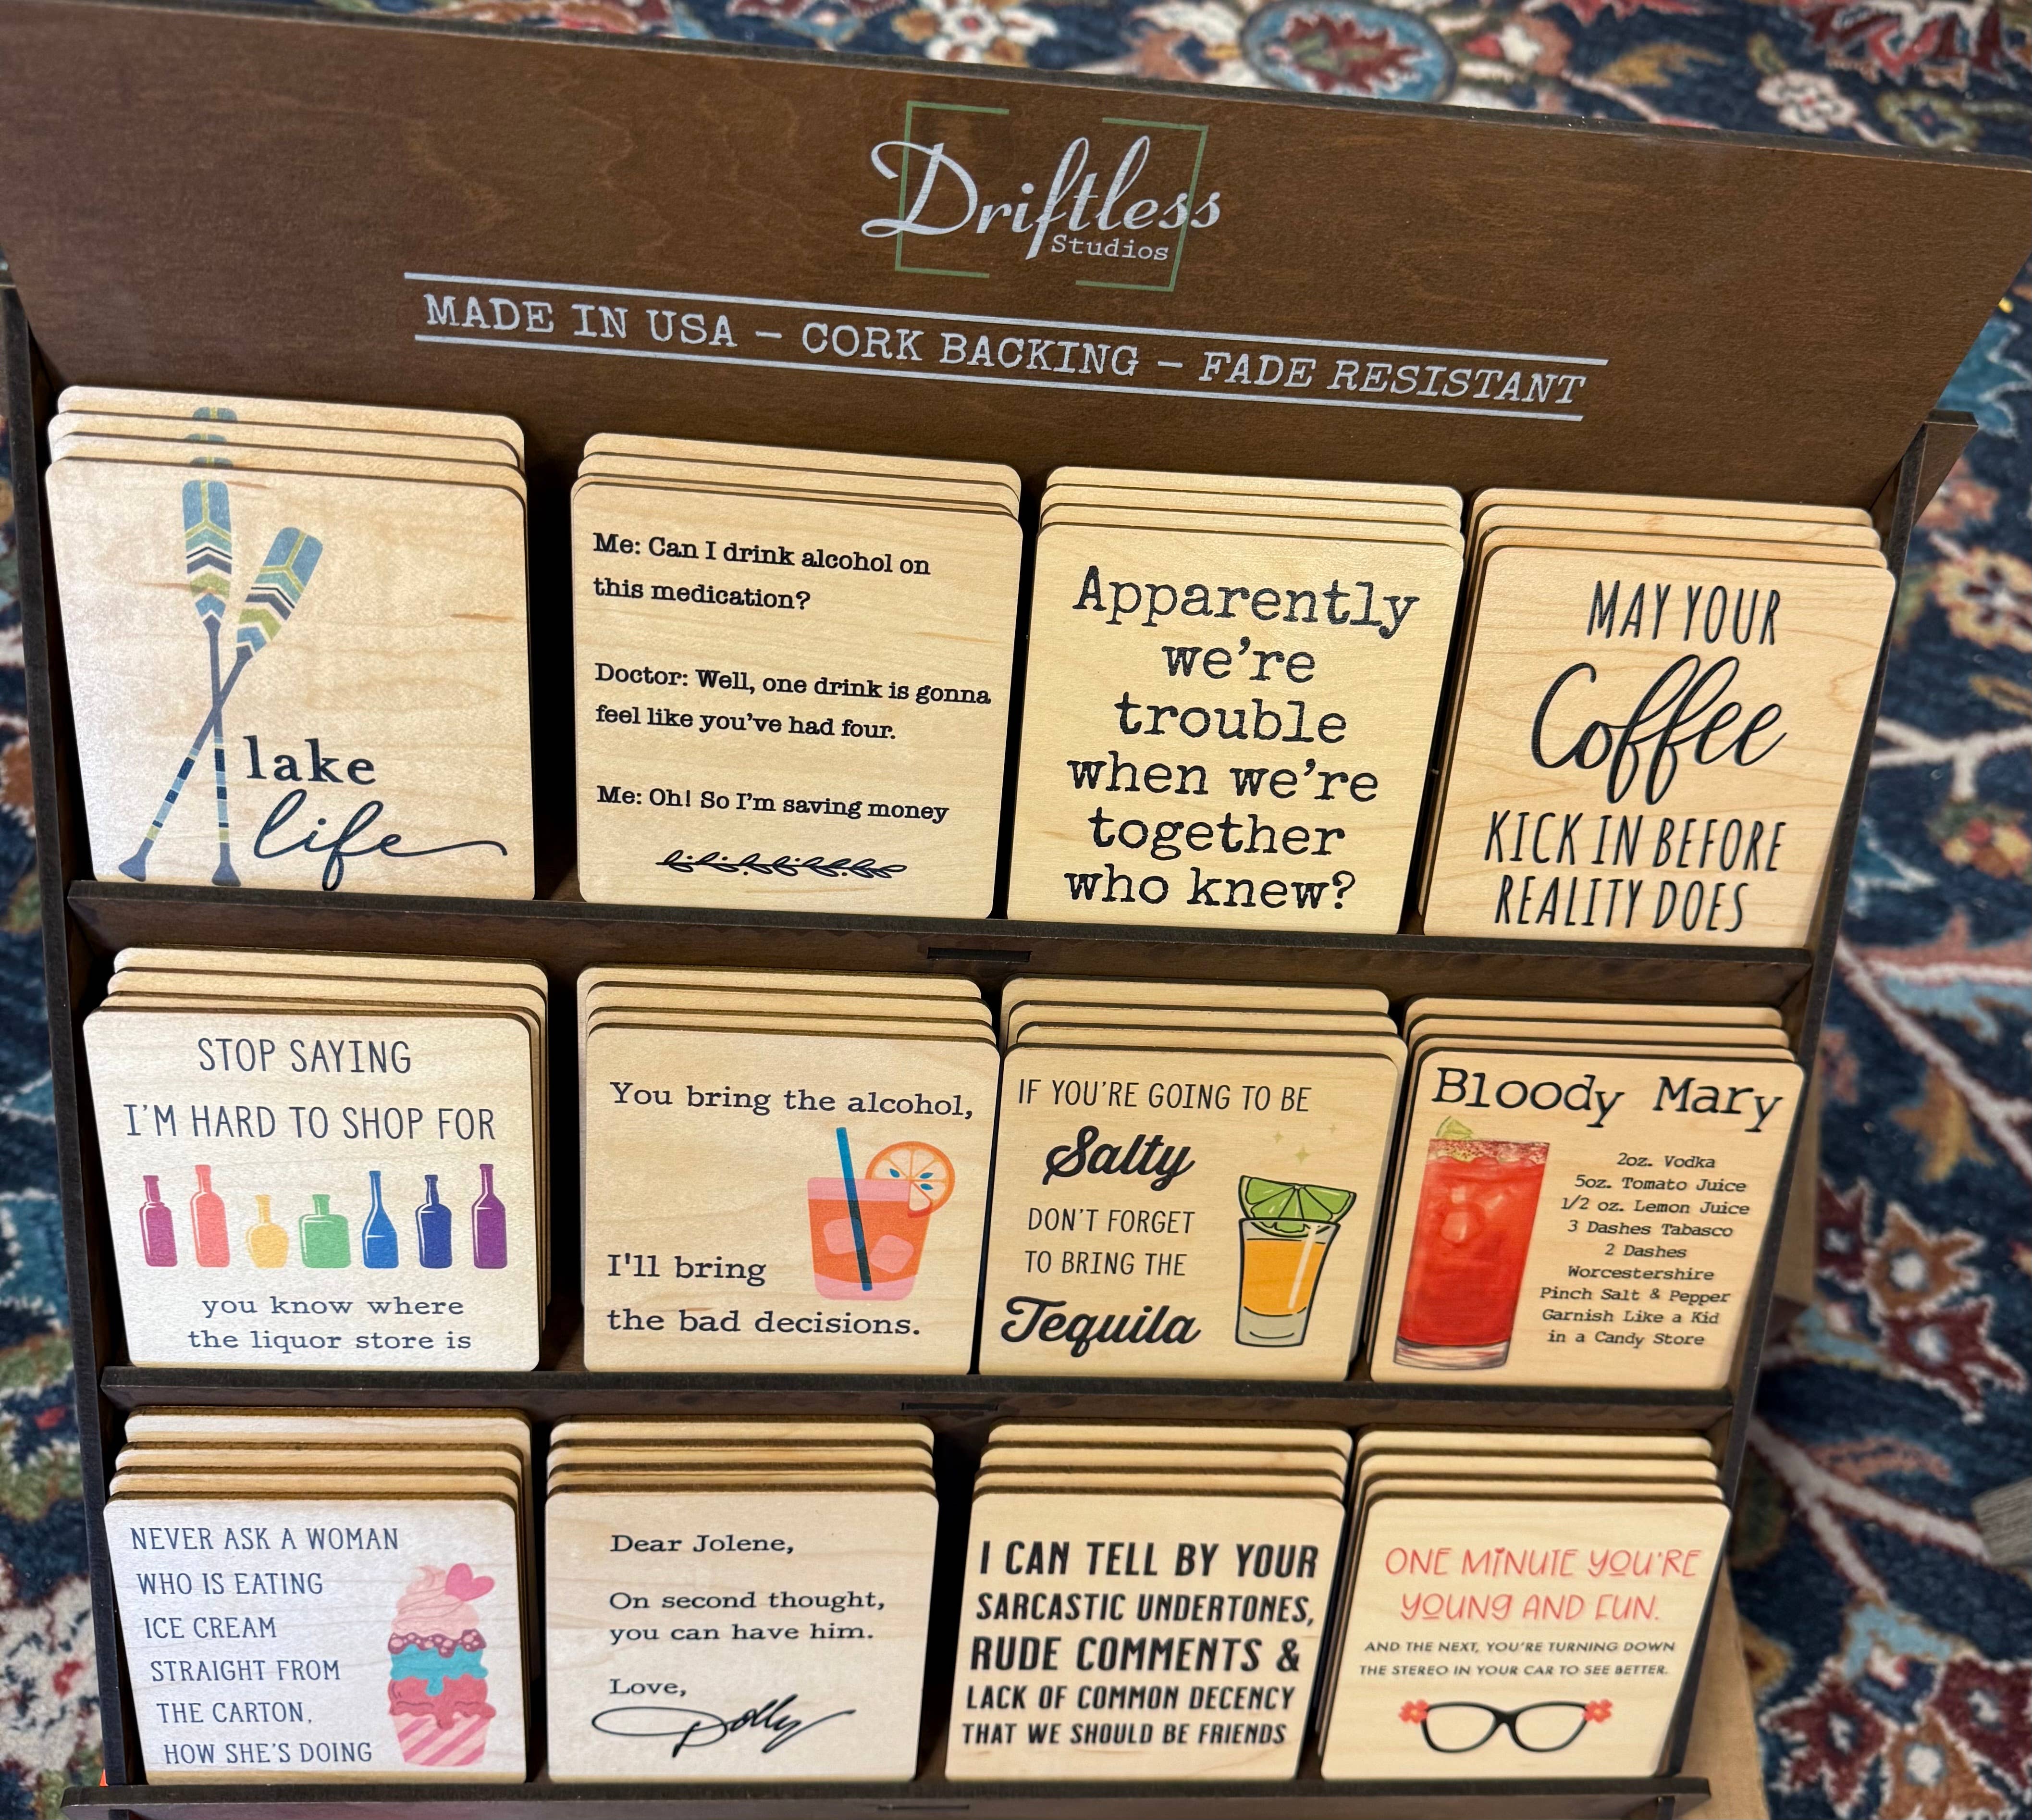 Driftless
Studios
MADE IN USA – CORK BACKING – FADE RESISTANT
lake
life
Me: Can I drink alcohol on
this medication?
Doctor: Well, one drink is gonna
feel like you've had four.
Me: Oh! So I'm saving money
Apparently
we're
trouble
when we're
together
who knew?
MAY YOUR
Coffee
KICK IN BEFORE
REALITY DOES
STOP SAYING
I'M HARD TO SHOP FOR
you know where
the liquor store is
You bring the alcohol,
I'll bring
the bad decisions.
IF YOU'RE GOING TO BE
Salty
DON'T FORGET
TO BRING THE
Tequila
Bloody Mary
2oz. Vodka
5oz. Tomato Juice
1/2 oz. Lemon Juice
3 Dashes Tabasco
2 Dashes
Worcestershire
Pinch Salt & Pepper
Garnish Like a Kid
in a Candy Store
NEVER ASK A WOMAN
WHO IS EATING
ICE CREAM
STRAIGHT FROM
THE CARTON,
HOW SHE'S DOING
Dear Jolene,
On second thought,
you can have him.
Love,
Dolly
I CAN TELL BY YOUR
SARCASTIC UNDERTONES,
RUDE COMMENTS &
LACK OF COMMON DECENCY
THAT WE SHOULD BE FRIENDS
ONE MINUTE YOU'RE
YOUNG AND FUN.
AND THE NEXT, YOU'RE TURNING DOWN
THE STEREO IN YOUR CAR TO SEE BETTER.